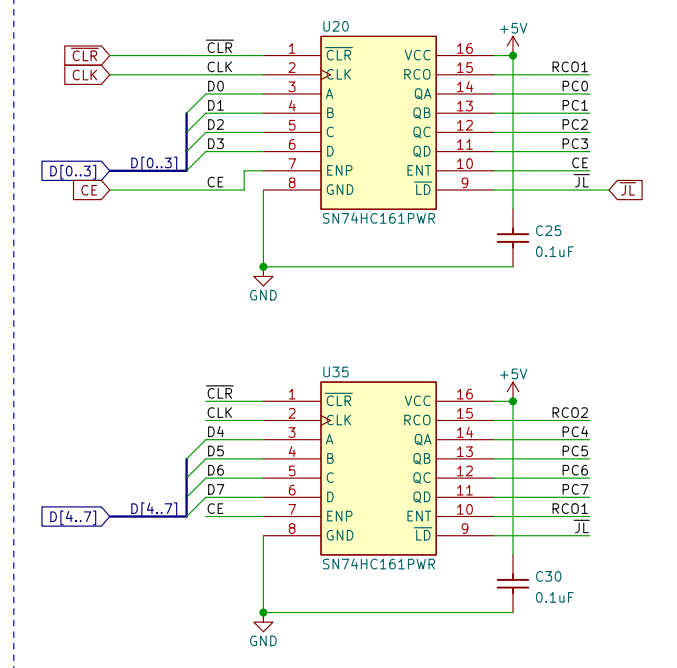 U20
+5V
CLR CLR 1 CLR VCC 16
CLK CLK 2 CLK RCO 15 RCO1
D0 3 A QA 14 PC0
D1 4 B QB 13 PC1
D2 5 C QC 12 PC2
D3 6 D QD 11 PC3
D[0..3] D[0..3] 7 ENP ENT 10 CE
CE CE 8 GND LD 9 JL JL
SN74HC161PWR
C25
0.1uF
GND
U35
+5V
CLR 1 CLR VCC 16
CLK 2 CLK RCO 15 RCO2
D4 3 A QA 14 PC4
D5 4 B QB 13 PC5
D6 5 C QC 12 PC6
D7 6 D QD 11 PC7
D[4..7] D[4..7] CE 7 ENP ENT 10 RCO1
8 GND LD 9 JL
SN74HC161PWR
C30
0.1uF
GND